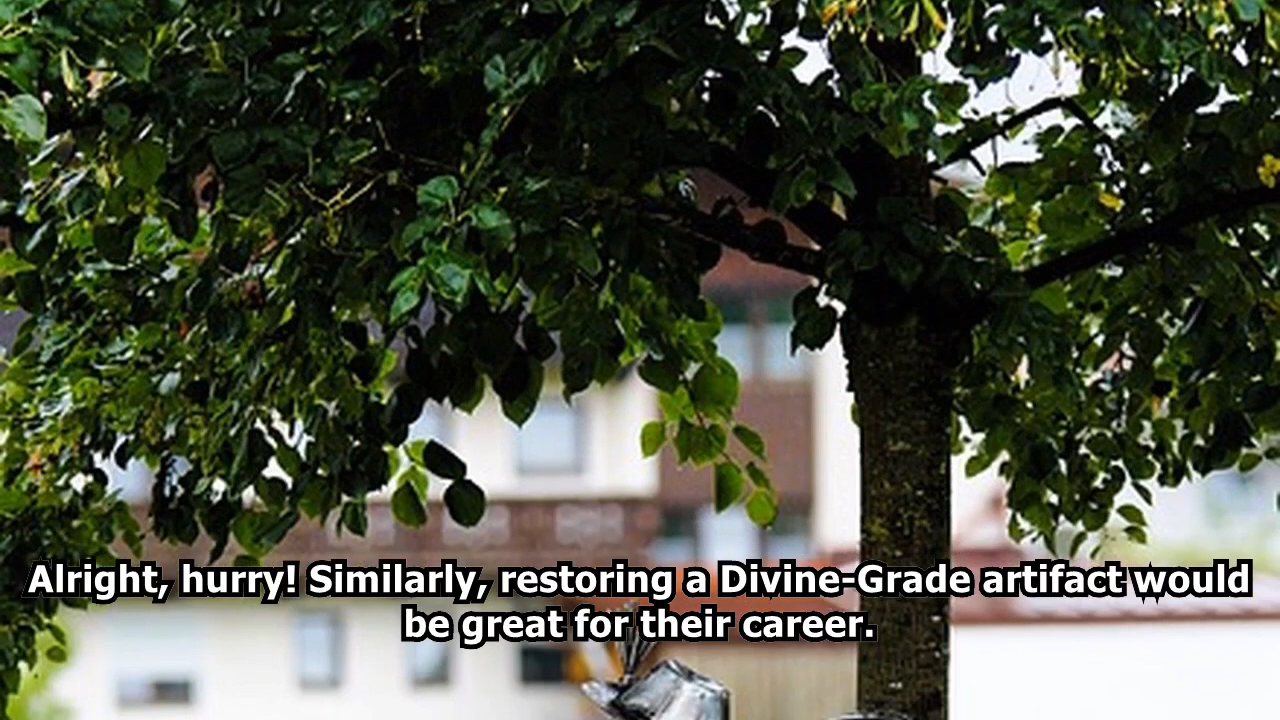 Alright, hurry! Similarly, restoring a Divine-Grade artifact would
be great for their career.